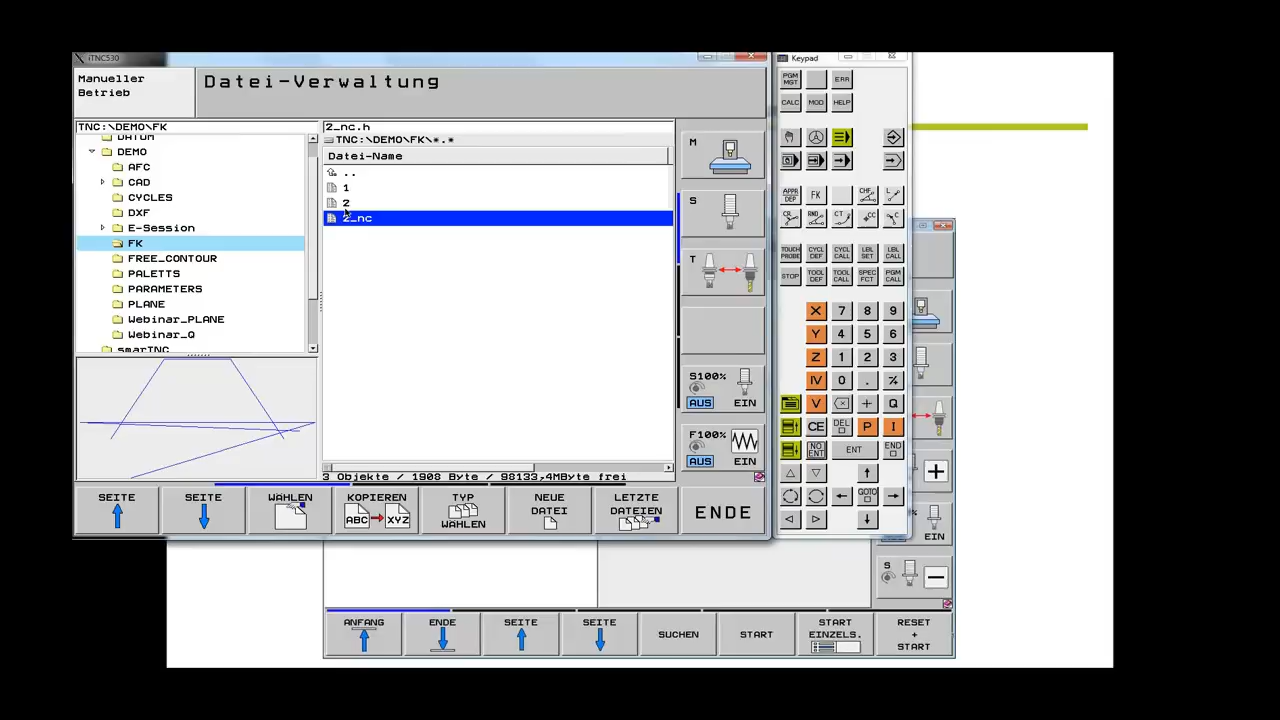 iTNC530
Manueller
Betrieb
Datei-Verwaltung
TNC:\DEMO\FK
DATUM
DEMO
AFC
CAD
CYCLES
DXF
E-Session
FK
FREE_CONTOUR
PALETTS
PARAMETERS
PLANE
Webinar_PLANE
Webinar_Q
smarTNC
2_nc.h
TNC:\DEMO\FK\*.*
Datei-Name
..
1
2
2_nc
3 Objekte / 1908 Byte / 98133,4MByte frei
M
S
T
S100%
AUS EIN
F100%
AUS EIN
SEITE
SEITE
WÄHLEN
KOPIEREN
ABC XYZ
TYP
WÄHLEN
NEUE
DATEI
LETZTE
DATEIEN
ENDE
Keypad
PGM MGT ERR
CALC MOD HELP
APPR DEP FK CHF L
CR RND CT CC C
TOUCH PROBE CYCL DEF CYCL CALL LBL SET LBL CALL
STOP TOOL DEF TOOL CALL SPEC FCT PGM CALL
X 7 8 9
Y 4 5 6
Z 1 2 3
IV 0 .
V + Q
CE DEL P I
NO ENT ENT END
GOTO
EIN
S
ANFANG
ENDE
SEITE
SEITE
SUCHEN
START
START
EINZELS.
RESET
+
START